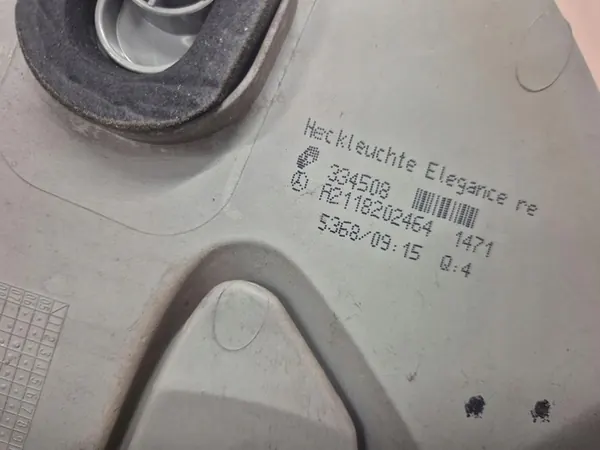 Heckleuchte Elegance re
334508
A2118202464 1471
5368/09:15 Q:4